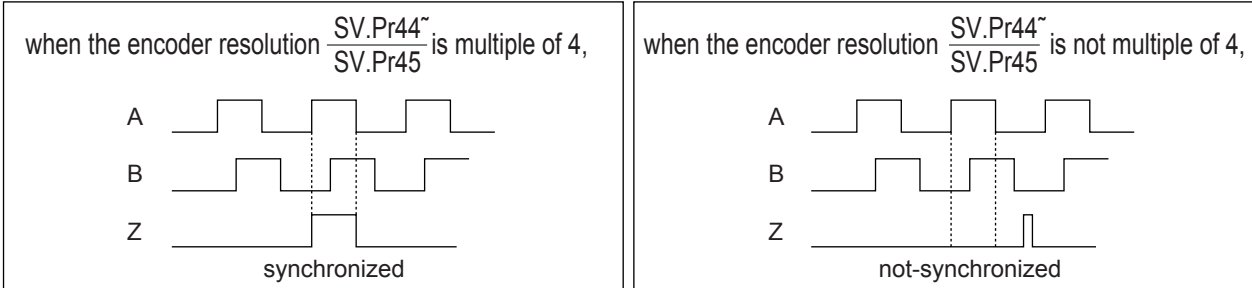 when the encoder resolution SV.Pr44~ / SV.Pr45 is multiple of 4,
A
B
Z
synchronized
when the encoder resolution SV.Pr44~ / SV.Pr45 is not multiple of 4,
A
B
Z
not-synchronized